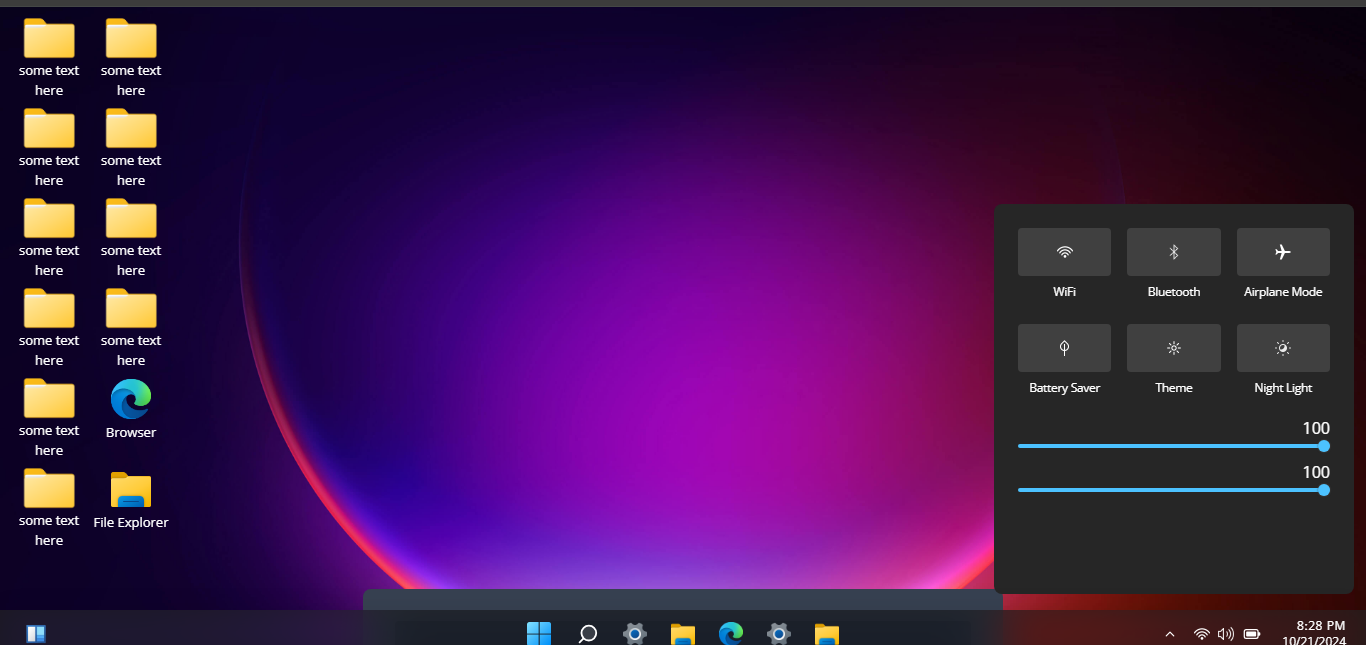 some text
here
some text
here
some text
here
some text
here
some text
here
some text
here
some text
here
some text
here
some text
here
Browser
some text
here
File Explorer
WiFi
Bluetooth
Airplane Mode
Battery Saver
Theme
Night Light
100
100
8:28 PM
10/21/2024